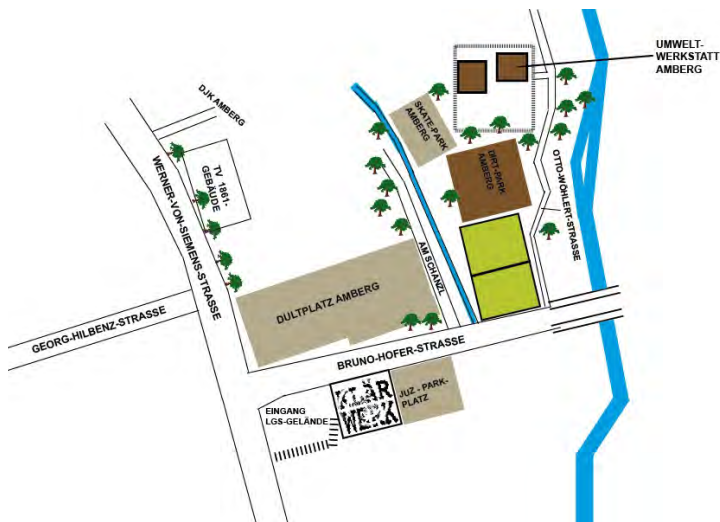 UMWELT-
WERKSTATT
AMBERG
SKATE-PARK
AMBERG
DJK AMBERG
TV 1861-
GEBÄUDE
DIRT-PARK
AMBERG
OTTO-WÖHLERT-STRASSE
WERNER-VON-SIEMENS-STRASSE
AM SCHANZL
DULTPLATZ AMBERG
GEORG-HILBENZ-STRASSE
BRUNO-HOFER-STRASSE
EINGANG
LGS-GELÄNDE
KLÄR
WERK
JUZ - PARK-
PLATZ